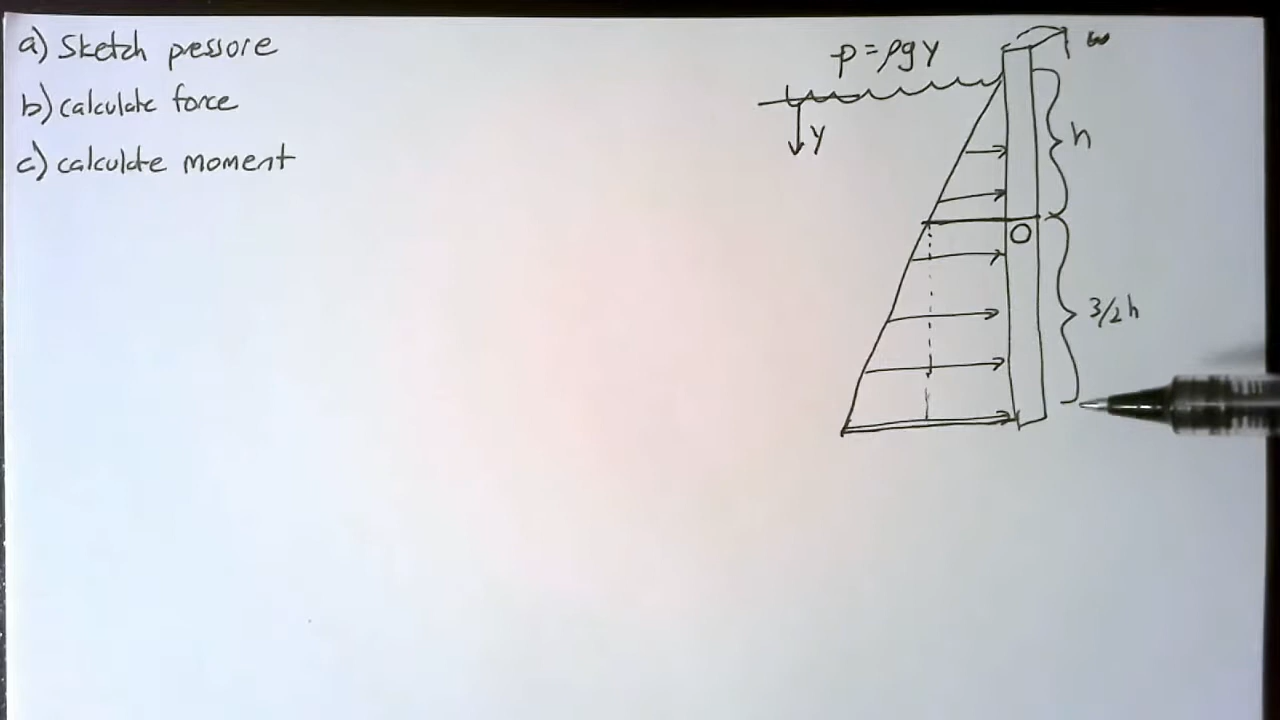 a) Sketch pressure
b) calculate force
c) calculate moment
p = ρgy
w
y
h
O
3/2 h